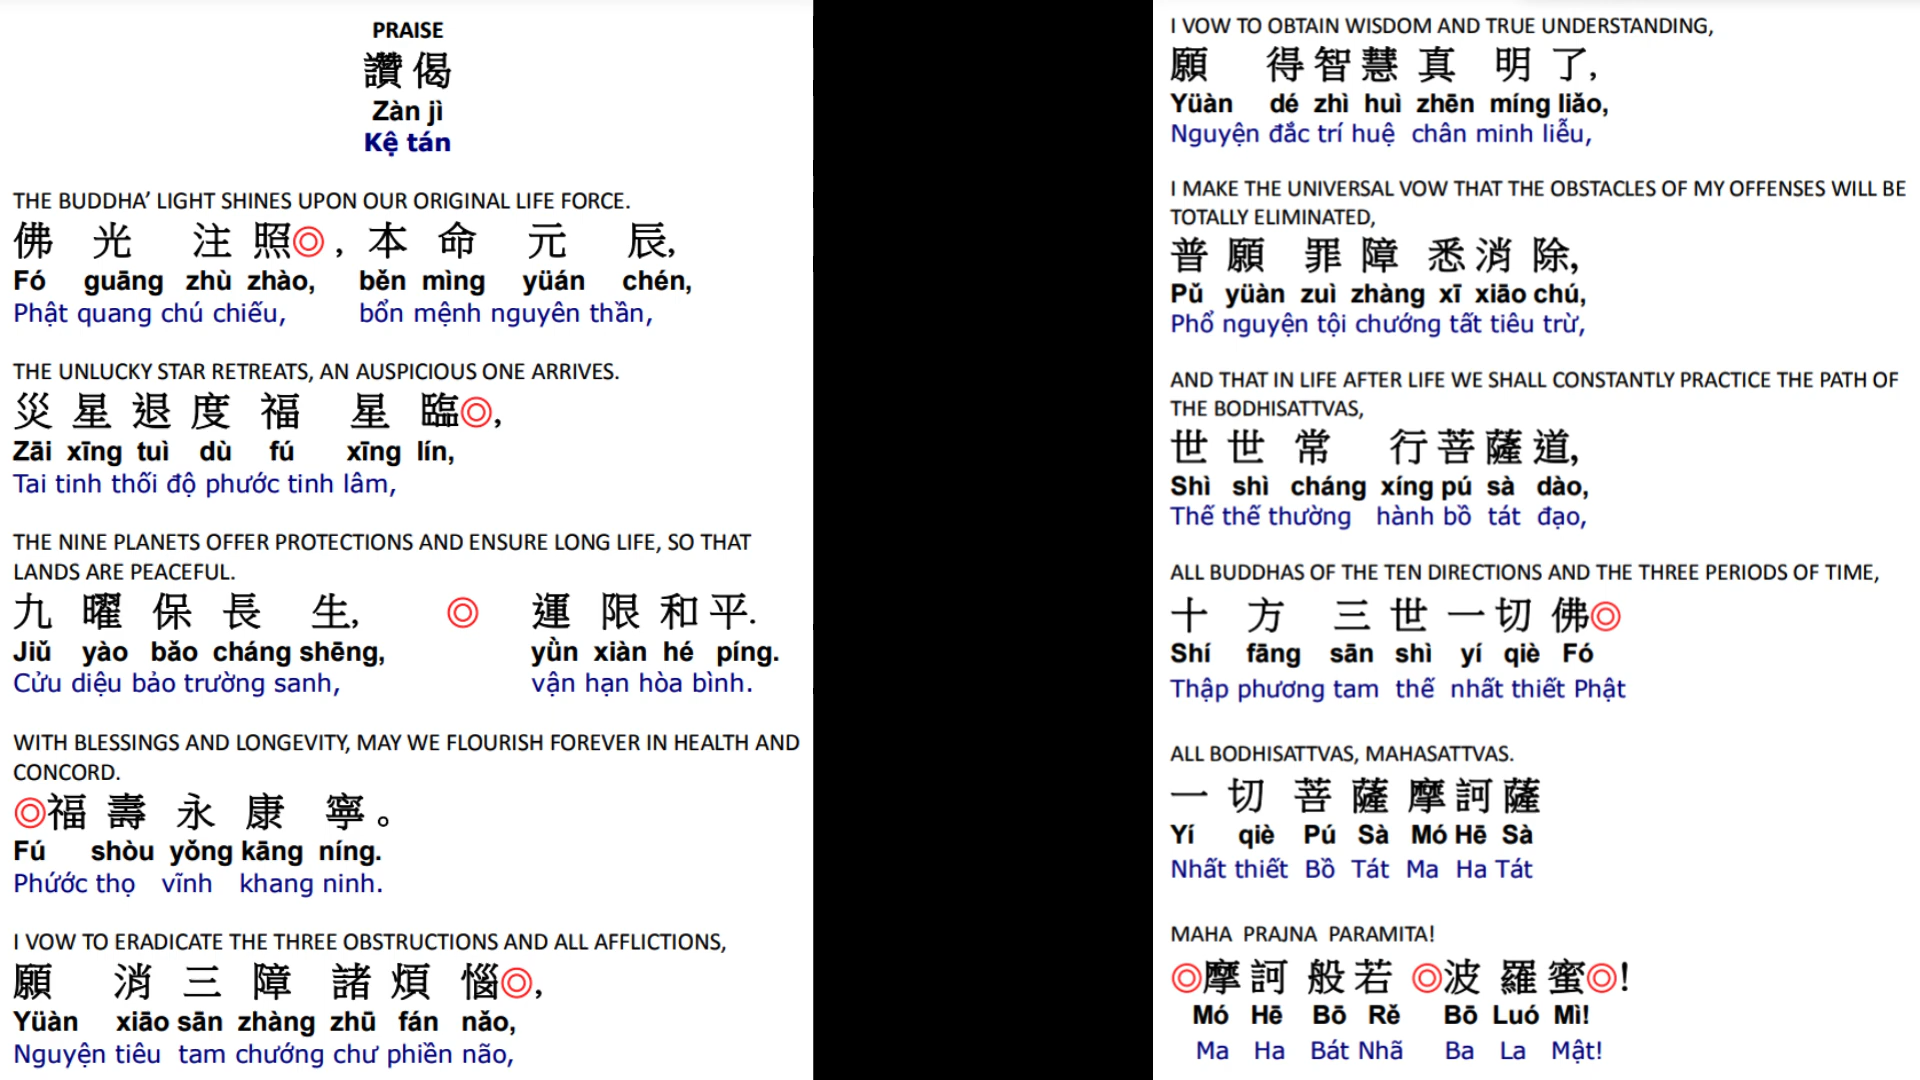 PRAISE
讚偈
Zàn jì
Kệ tán
THE BUDDHA’ LIGHT SHINES UPON OUR ORIGINAL LIFE FORCE.
佛 光 注 照◎, 本 命 元 辰,
Fó guāng zhù zhào, běn mìng yüán chén,
Phật quang chú chiếu, bổn mệnh nguyên thần,
THE UNLUCKY STAR RETREATS, AN AUSPICIOUS ONE ARRIVES.
災 星 退 度 福 星 臨◎,
Zāi xīng tuì dù fú xīng lín,
Tai tinh thối độ phước tinh lâm,
THE NINE PLANETS OFFER PROTECTIONS AND ENSURE LONG LIFE, SO THAT
LANDS ARE PEACEFUL.
九 曜 保 長 生, ◎ 運 限 和 平.
Jiǔ yào bǎo cháng shēng, yǜn xiàn hé píng.
Cửu diệu bảo trường sanh, vận hạn hòa bình.
WITH BLESSINGS AND LONGEVITY, MAY WE FLOURISH FOREVER IN HEALTH AND
CONCORD.
◎福 壽 永 康 寧。
Fú shòu yǒng kāng níng.
Phứớc thọ vĩnh khang ninh.
I VOW TO ERADICATE THE THREE OBSTRUCTIONS AND ALL AFFLICTIONS,
願 消 三 障 諸 煩 惱◎,
Yüàn xiāo sān zhàng zhū fán nǎo,
Nguyện tiêu tam chướng chư phiền não,
I VOW TO OBTAIN WISDOM AND TRUE UNDERSTANDING,
願 得 智 慧 真 明 了,
Yüàn dé zhì huì zhēn míng liǎo,
Nguyện đắc trí huệ chân minh liễu,
I MAKE THE UNIVERSAL VOW THAT THE OBSTACLES OF MY OFFENSES WILL BE
TOTALLY ELIMINATED,
普 願 罪 障 悉 消 除,
Pǔ yüàn zuì zhàng xī xiāo chú,
Phổ nguyện tội chướng tất tiêu trừ,
AND THAT IN LIFE AFTER LIFE WE SHALL CONSTANTLY PRACTICE THE PATH OF
THE BODHISATTVAS,
世 世 常 行 菩 薩 道,
Shì shì cháng xíng pú sà dào,
Thế thế thường hành bồ tát đạo,
ALL BUDDHAS OF THE TEN DIRECTIONS AND THE THREE PERIODS OF TIME,
十 方 三 世 一 切 佛◎
Shí fāng sān shì yí qiè Fó
Thập phương tam thế nhất thiết Phật
ALL BODHISATTVAS, MAHASATTVAS.
一 切 菩 薩 摩 訶 薩
Yí qiè Pú Sà Mó Hē Sà
Nhất thiết Bồ Tát Ma Ha Tát
MAHA PRAJNA PARAMITA!
◎摩 訶 般 若 ◎波 羅 蜜◎!
Mó Hē Bō Rě Bō Luó Mì!
Ma Ha Bát Nhã Ba La Mật!